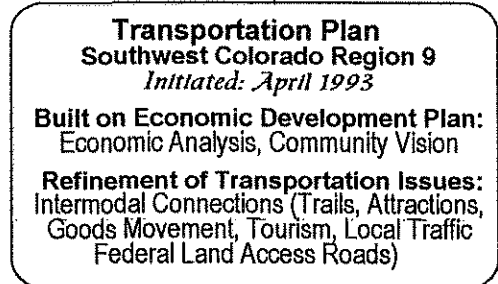 Transportation Plan
Southwest Colorado Region 9
Initiated: April 1993
Built on Economic Development Plan:
Economic Analysis, Community Vision
Refinement of Transportation Issues:
Intermodal Connections (Trails, Attractions,
Goods Movement, Tourism, Local Traffic
Federal Land Access Roads)